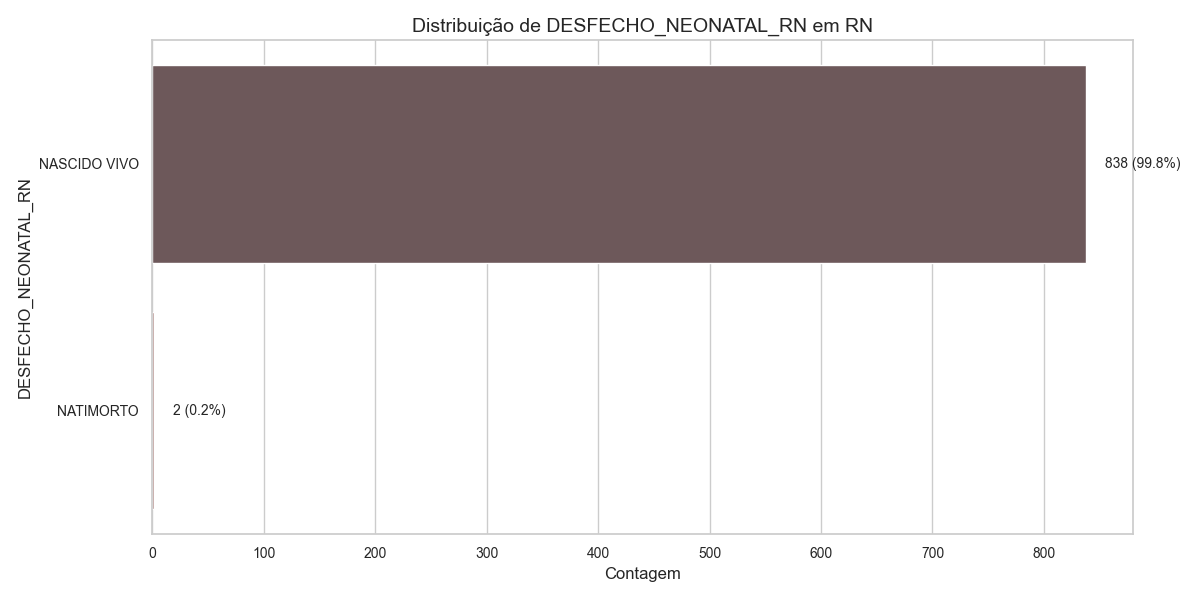 Distribuição de DESFECHO_NEONATAL_RN em RN
DESFECHO_NEONATAL_RN
NASCIDO VIVO
838 (99.8%)
NATIMORTO
2 (0.2%)
0 100 200 300 400 500 600 700 800
Contagem